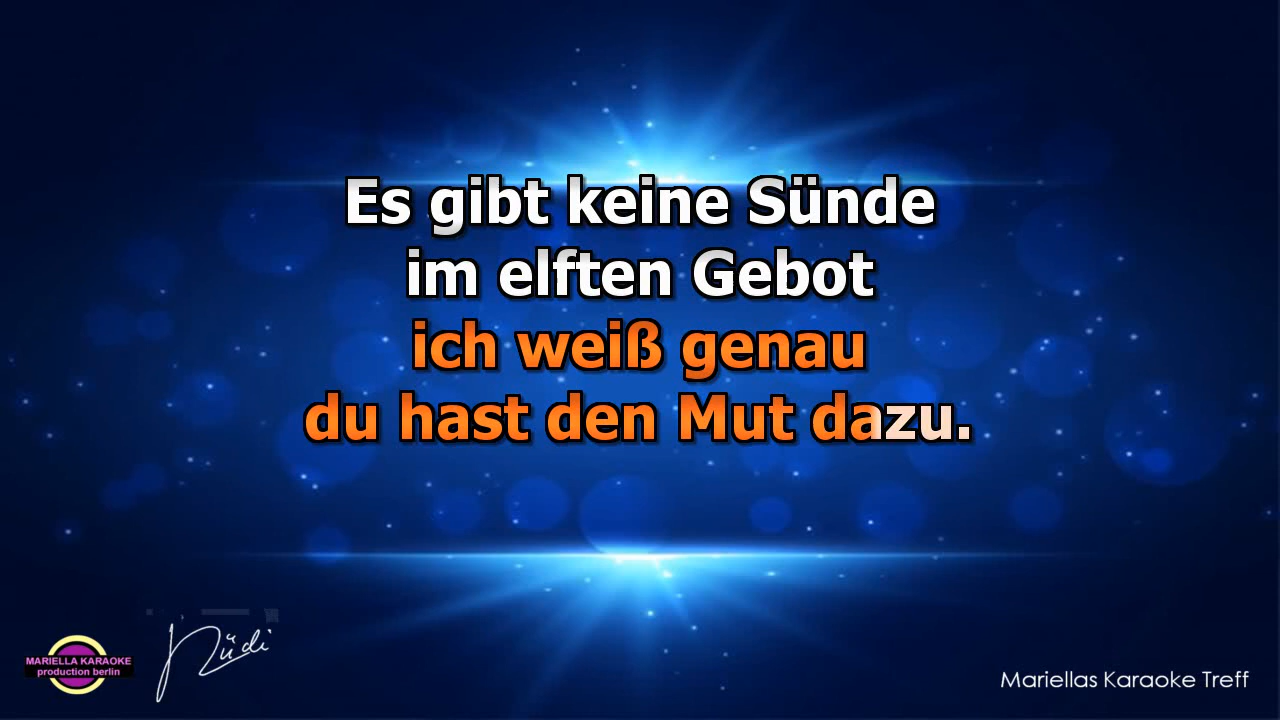 Es gibt keine Sünde
im elften Gebot
ich weiß genau
du hast den Mut dazu.
MARIELLA KARAOKE
production berlin
Rüdi
Mariellas Karaoke Treff